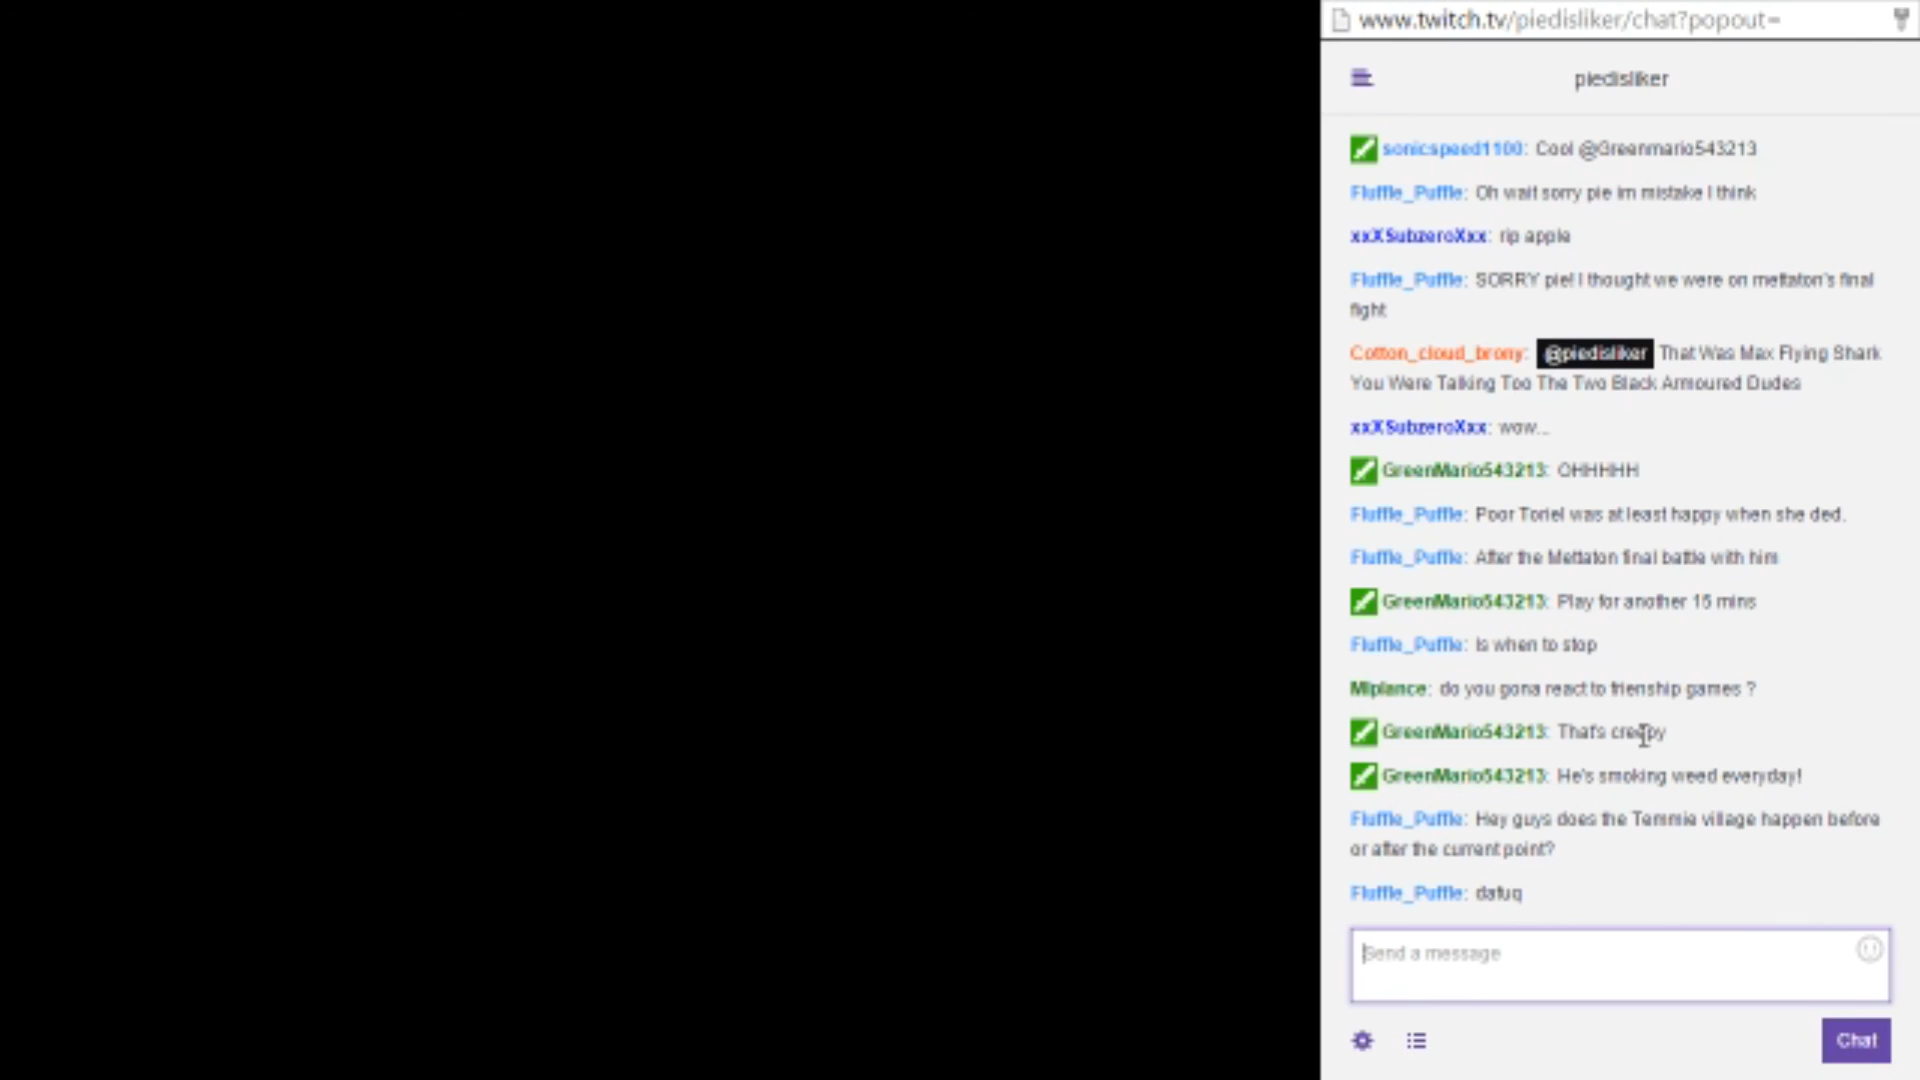 www.twitch.tv/piedisliker/chat?popout=
piedisliker
sonicspeed1100: Cool @Greenmario543213
Fluffle_Puffle: Oh wait sorry pie im mistake I think
xxXSubzeroXxx: rip apple
Fluffle_Puffle: SORRY pie! I thought we were on mettaton's final
fight
Cotton_cloud_brony: @piedisliker That Was Max Flying Shark
You Were Talking Too The Two Black Armoured Dudes
xxXSubzeroXxx: wow...
GreenMario543213: OHHHHH
Fluffle_Puffle: Poor Toriel was at least happy when she ded.
Fluffle_Puffle: After the Mettaton final battle with him
GreenMario543213: Play for another 15 mins
Fluffle_Puffle: Is when to stop
Mlplance: do you gona react to frienship games ?
GreenMario543213: That's creepy
GreenMario543213: He's smoking weed everyday!
Fluffle_Puffle: Hey guys does the Temmie village happen before
or after the current point?
Fluffle_Puffle: dafuq
Send a message
Chat